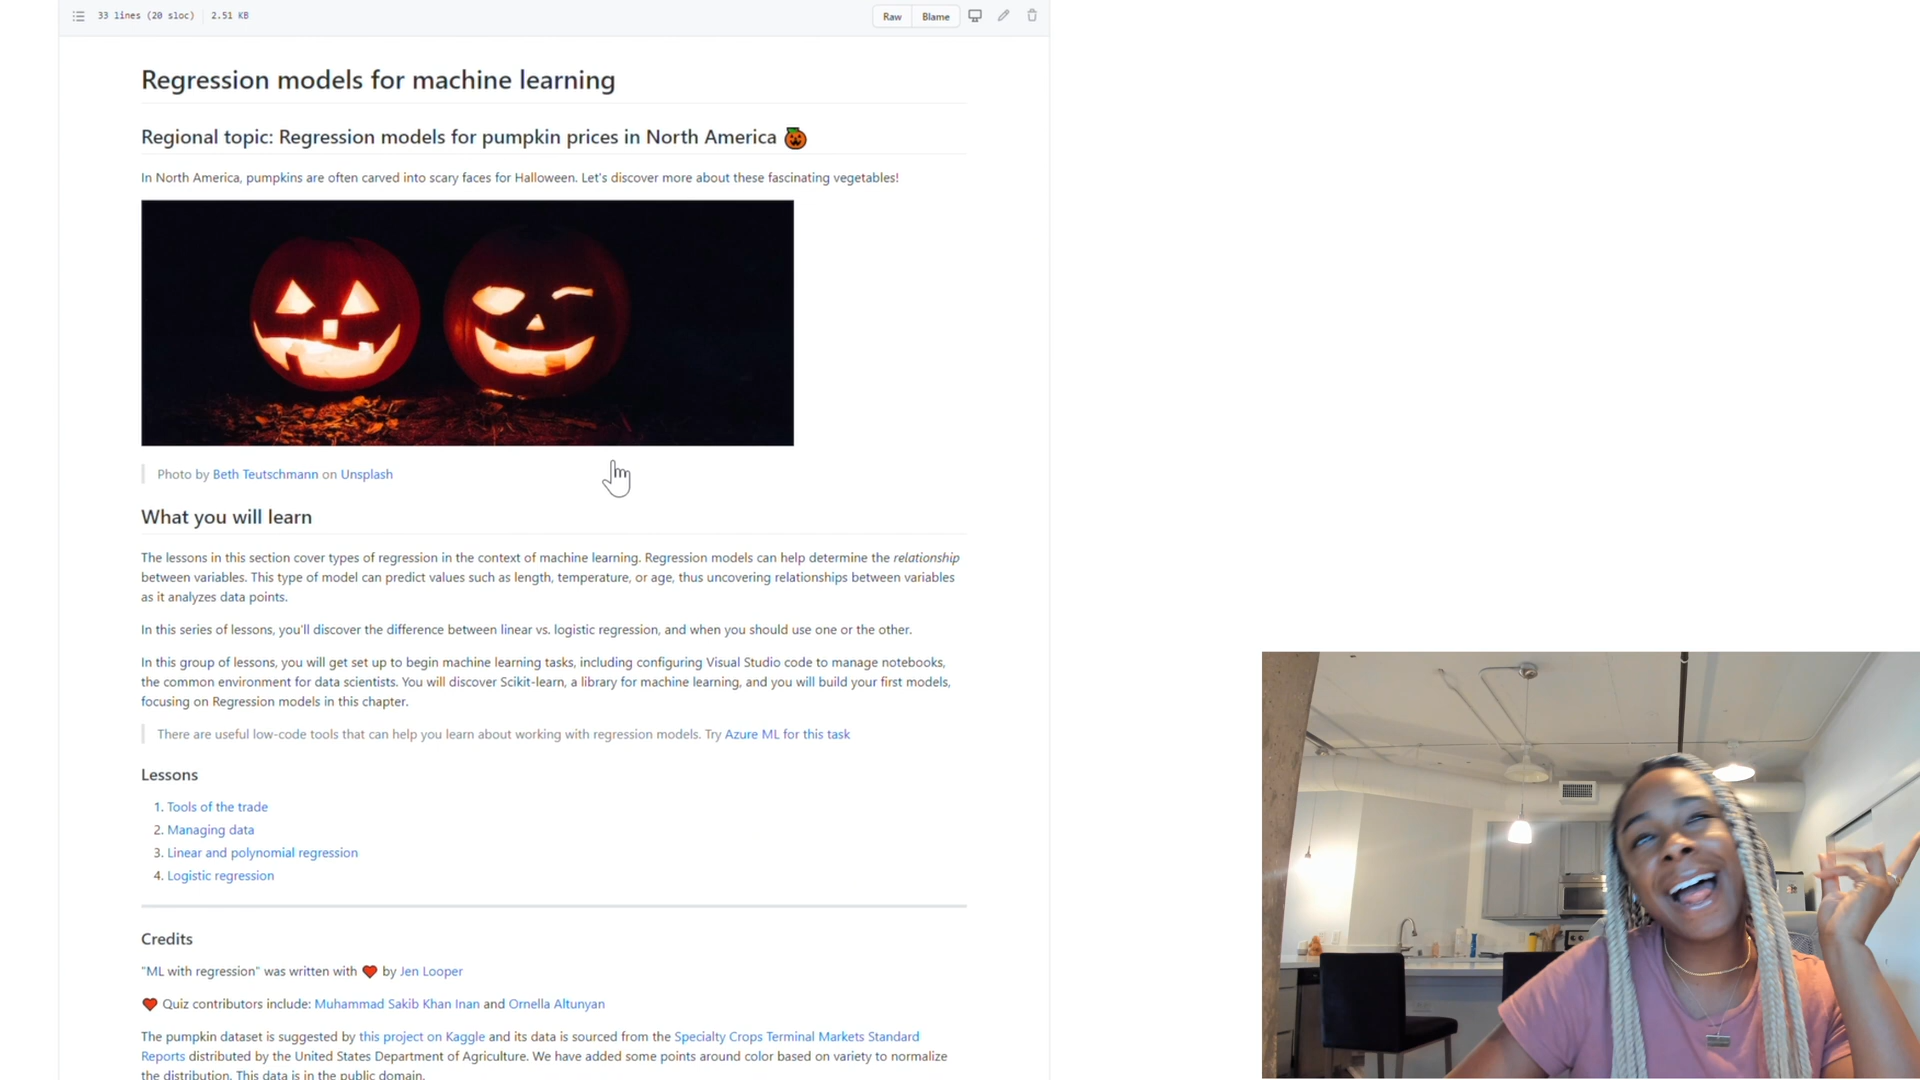 33 lines (20 sloc) 2.51 KB
Raw Blame
Regression models for machine learning
Regional topic: Regression models for pumpkin prices in North America 🎃
In North America, pumpkins are often carved into scary faces for Halloween. Let's discover more about these fascinating vegetables!
Photo by Beth Teutschmann on Unsplash
What you will learn
The lessons in this section cover types of regression in the context of machine learning. Regression models can help determine the relationship
between variables. This type of model can predict values such as length, temperature, or age, thus uncovering relationships between variables
as it analyzes data points.
In this series of lessons, you'll discover the difference between linear vs. logistic regression, and when you should use one or the other.
In this group of lessons, you will get set up to begin machine learning tasks, including configuring Visual Studio code to manage notebooks,
the common environment for data scientists. You will discover Scikit-learn, a library for machine learning, and you will build your first models,
focusing on Regression models in this chapter.
There are useful low-code tools that can help you learn about working with regression models. Try Azure ML for this task
Lessons
1. Tools of the trade
2. Managing data
3. Linear and polynomial regression
4. Logistic regression
Credits
"ML with regression" was written with ♥ by Jen Looper
♥ Quiz contributors include: Muhammad Sakib Khan Inan and Ornella Altunyan
The pumpkin dataset is suggested by this project on Kaggle and its data is sourced from the Specialty Crops Terminal Markets Standard
Reports distributed by the United States Department of Agriculture. We have added some points around color based on variety to normalize
the distribution. This data is in the public domain.